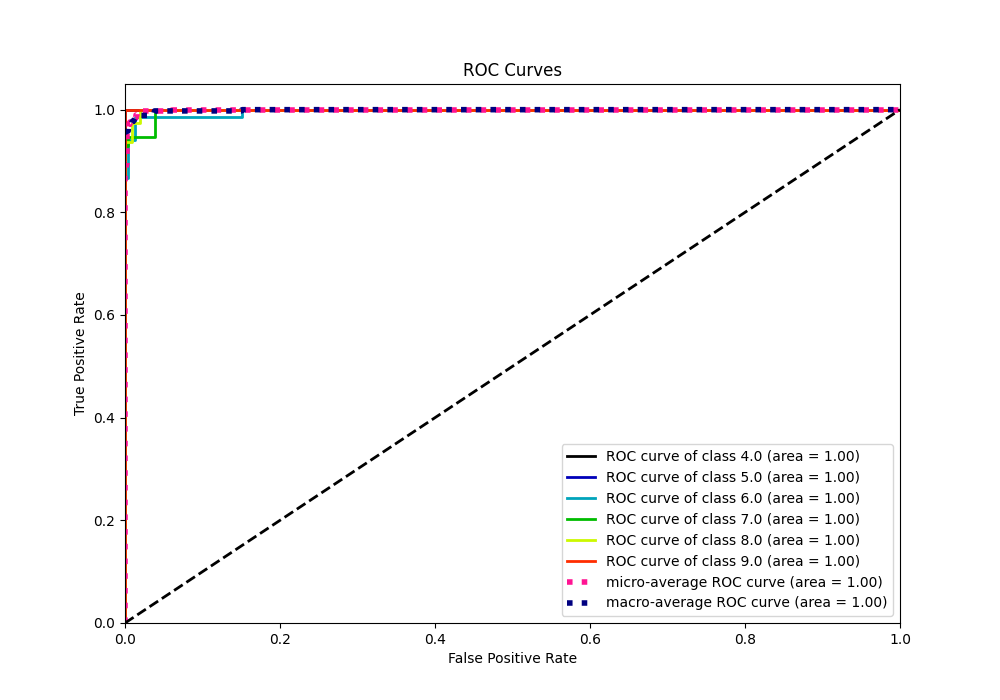 ROC Curves
True Positive Rate
1.0
0.8
0.6
0.4
0.2
0.0
0.0 0.2 0.4 0.6 0.8 1.0
False Positive Rate
ROC curve of class 4.0 (area = 1.00)
ROC curve of class 5.0 (area = 1.00)
ROC curve of class 6.0 (area = 1.00)
ROC curve of class 7.0 (area = 1.00)
ROC curve of class 8.0 (area = 1.00)
ROC curve of class 9.0 (area = 1.00)
micro-average ROC curve (area = 1.00)
macro-average ROC curve (area = 1.00)